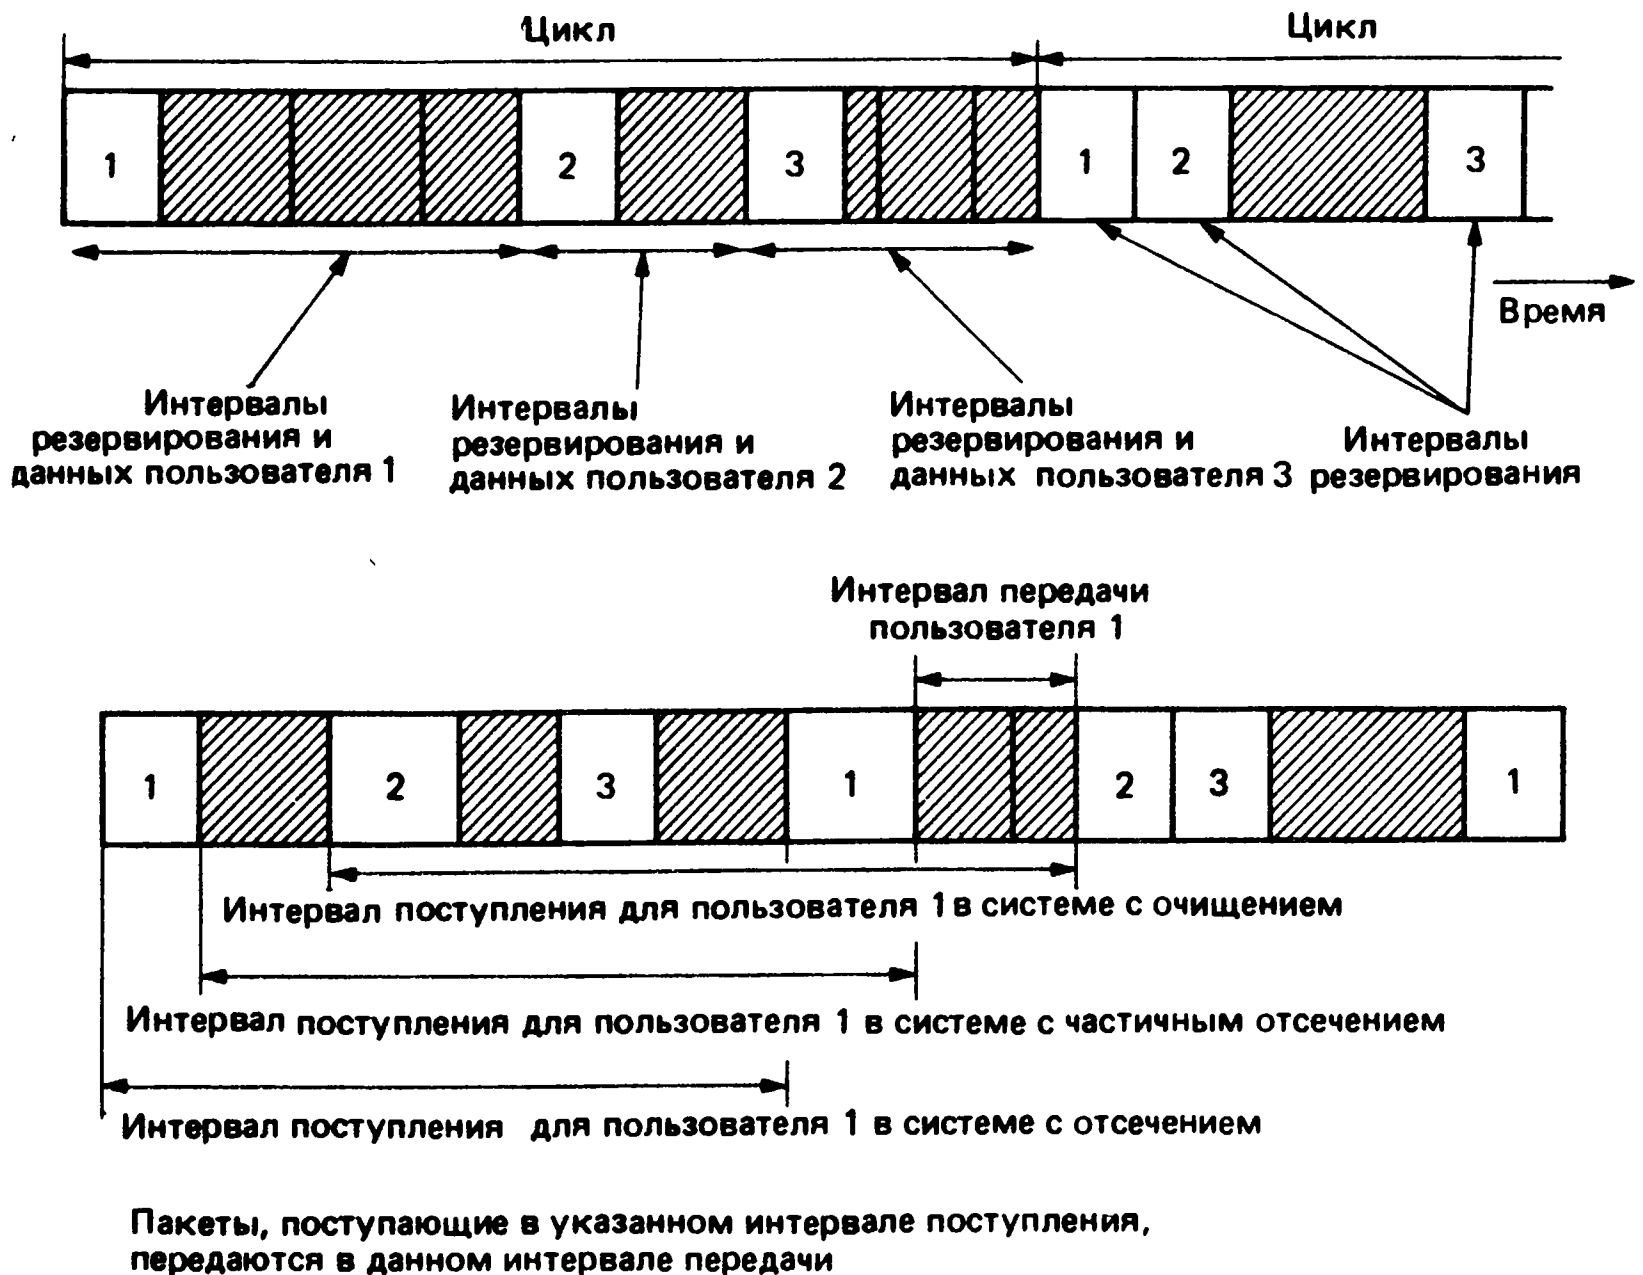 Цикл
Цикл
1
2
3
1
2
3
Время
Интервалы
резервирования и
данных пользователя 1
Интервалы
резервирования и
данных пользователя 2
Интервалы
резервирования и
данных пользователя 3
Интервалы
резервирования
Интервал передачи
пользователя 1
1
2
3
1
2
3
1
Интервал поступления для пользователя 1 в системе с очищением
Интервал поступления для пользователя 1 в системе с частичным отсечением
Интервал поступления для пользователя 1 в системе с отсечением
Пакеты, поступающие в указанном интервале поступления,
передаются в данном интервале передачи